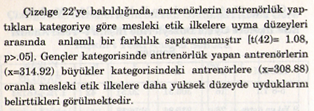 Çizelge 22'ye bakıldığında, antrenörlerin antrenörlük yap-
tıkları kategoriye göre mesleki etik ilkelere uyma düzeyleri
arasında anlamlı bir farklılık saptanmamıştır [t(42)= 1.08,
p>.05]. Gençler kategorisinde antrenörlük yapan antrenörlerin
(x=314.92) büyükler kategorisindeki antrenörlere (x=308.88)
oranla mesleki etik ilkelere daha yüksek düzeyde uyduklarını
belirttikleri görülmektedir.